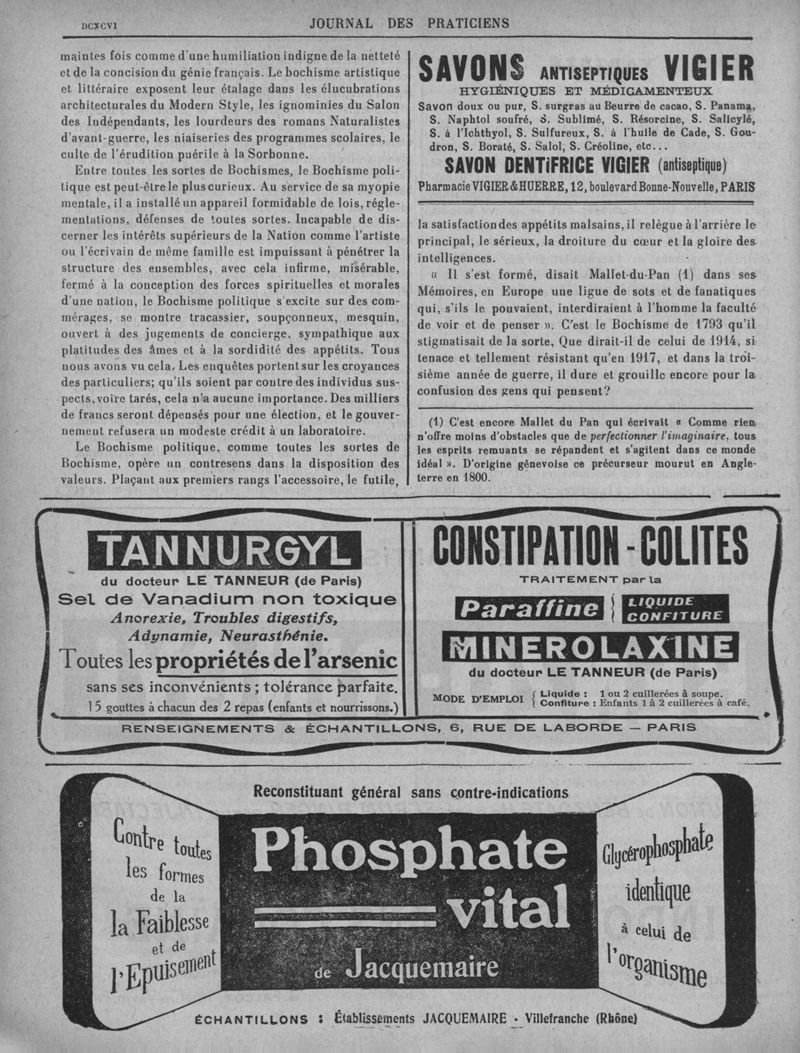 DCXCVI
JOURNAL DES PRATICIENS
maintes fois comme d'une humiliation indigne de la netteté
et de la concision du génie français. Le bochisme artistique
et littéraire exposent leur étalage dans les élucubrations
architecturales du Modern Style, les ignominies du Salon
des Indépendants, les lourdeurs des romans Naturalistes
d'avant-guerre, les niaiseries des programmes scolaires, le
culte de l'érudition puérile à la Sorbonne.
Entre toutes les sortes de Bochismes, le Bochisme poli-
tique est peut-être le plus curieux. Au service de sa myopie
mentale, il a installé un appareil formidable de lois, régle-
mentations, défenses de toutes sortes. Incapable de dis-
cerner les intérêts supérieurs de la Nation comme l'artiste
ou l'écrivain de même famille est impuissant à pénétrer la
structure des ensembles, avec cela infirme, misérable,
fermé à la conception des forces spirituelles et morales
d'une nation, le Bochisme politique s'excite sur des com-
mérages, se montre tracassier, soupçonneux, mesquin,
ouvert à des jugements de concierge, sympathique aux
platitudes des âmes et à la sordidité des appétits. Tous
nous avons vu cela. Les enquêtes portent sur les croyances
des particuliers; qu'ils soient par contre des individus sus-
pects, voire tarés, cela n'a aucune importance. Des milliers
de francs seront dépensés pour une élection, et le gouver-
nement refusera un modeste crédit à un laboratoire.
Le Bochisme politique, comme toutes les sortes de
Bochisme, opère un contresens dans la disposition des
valeurs. Plaçant aux premiers rangs l'accessoire, le futile,
SAVONS ANTISEPTIQUES VIGIER
HYGIÉNIQUES ET MÉDICAMENTEUX
Savon doux ou pur, S. surgras au Beurre de cacao, S. Panama,
S. Naphtol soufré, S. Sublimé, S. Résorcine, S. Salicylé,
S. à l'Ichthyol, S. Sulfureux, S. à l'huile de Cade, S. Gou-
dron, S. Boraté, S. Salol, S. Créoline, etc...
SAVON DENTIFRICE VIGIER (antiseptique)
Pharmacie VIGIER & HUERRE, 12, boulevard Bonne-Nouvelle, PARIS
la satisfaction des appétits malsains, il relègue à l'arrière le
principal, le sérieux, la droiture du cœur et la gloire des
intelligences.
« Il s'est formé, disait Mallet-du-Pan (1) dans ses
Mémoires, en Europe une ligue de sots et de fanatiques
qui, s'ils le pouvaient, interdiraient à l'homme la faculté
de voir et de penser ». C'est le Bochisme de 1793 qu'il
stigmatisait de la sorte, Que dirait-il de celui de 1914, si
tenace et tellement résistant qu'en 1917, et dans la troi-
sième année de guerre, il dure et grouille encore pour la
confusion des gens qui pensent?
(1) C'est encore Mallet du Pan qui écrivait « Comme rien
n'offre moins d'obstacles que de perfectionner l'imaginaire, tous
les esprits remuants se répandent et s'agitent dans ce monde
idéal ». D'origine gènevoise ce précurseur mourut en Angle-
terre en 1800.
TANNURGYL
du docteur LE TANNEUR (de Paris)
Sel de Vanadium non toxique
Anorexie, Troubles digestifs,
Adynamie, Neurasthénie.
Toutes les propriétés de l'arsenic
sans ses inconvénients ; tolérance parfaite.
15 gouttes à chacun des 2 repas (enfants et nourrissons.)
CONSTIPATION - COLITES
TRAITEMENT par la
Paraffine { LIQUIDE
CONFITURE
MINEROLAXINE
du docteur LE TANNEUR (de Paris)
MODE D'EMPLOI { Liquide : 1 ou 2 cuillerées à soupe.
Confiture : Enfants 1 à 2 cuillerées à café.
RENSEIGNEMENTS & ÉCHANTILLONS, 6, RUE DE LABORDE — PARIS
Reconstituant général sans contre-indications
Contre toutes
les formes
de la
la Faiblesse
et de
l'Epuisement
Phosphate
vital
de Jacquemaire
Glycérophosphate
identique
à celui de
l'organisme
ÉCHANTILLONS : Établissements JACQUEMAIRE - Villefranche (Rhône)